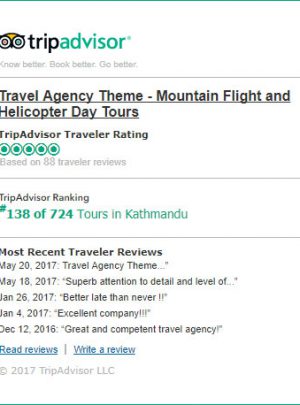 tripadvisor®
Know better. Book better. Go better.
Travel Agency Theme - Mountain Flight and
Helicopter Day Tours
TripAdvisor Traveler Rating
Based on 88 traveler reviews
TripAdvisor Ranking
#138 of 724 Tours in Kathmandu
Most Recent Traveler Reviews
May 20, 2017: Travel Agency Theme..."
May 18, 2017: “Superb attention to detail and level of...”
Jan 26, 2017: “Better late than never !!”
Jan 4, 2017: “Excellent company!!!”
Dec 12, 2016: “Great and competent travel agency!”
Read reviews | Write a review
© 2017 TripAdvisor LLC